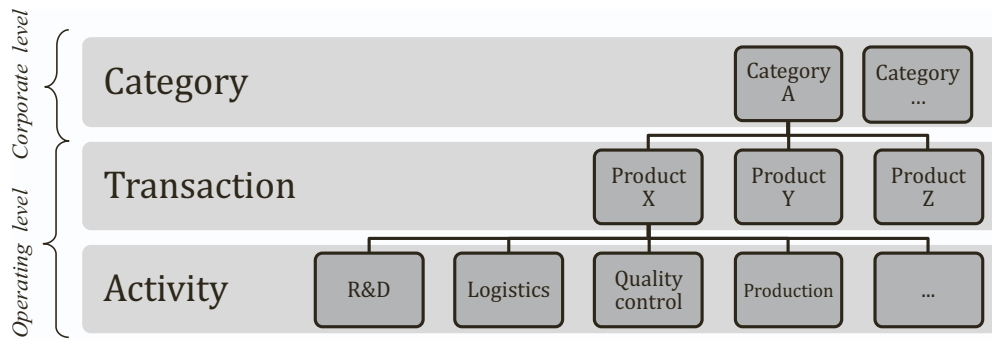 Corporate level
Category
Category
A
Category
...
Operating level
Transaction
Product
X
Product
Y
Product
Z
Activity
R&D
Logistics
Quality
control
Production
...